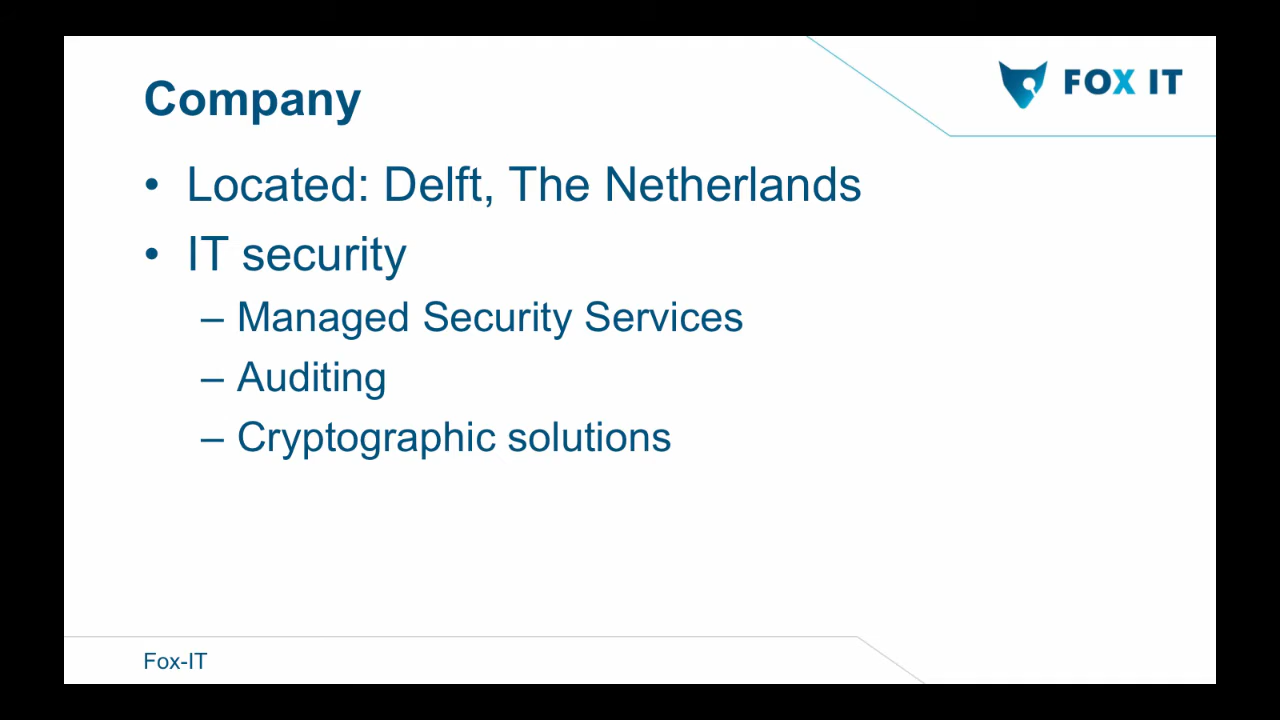 FOX IT
Company
• Located: Delft, The Netherlands
• IT security
– Managed Security Services
– Auditing
– Cryptographic solutions
Fox-IT